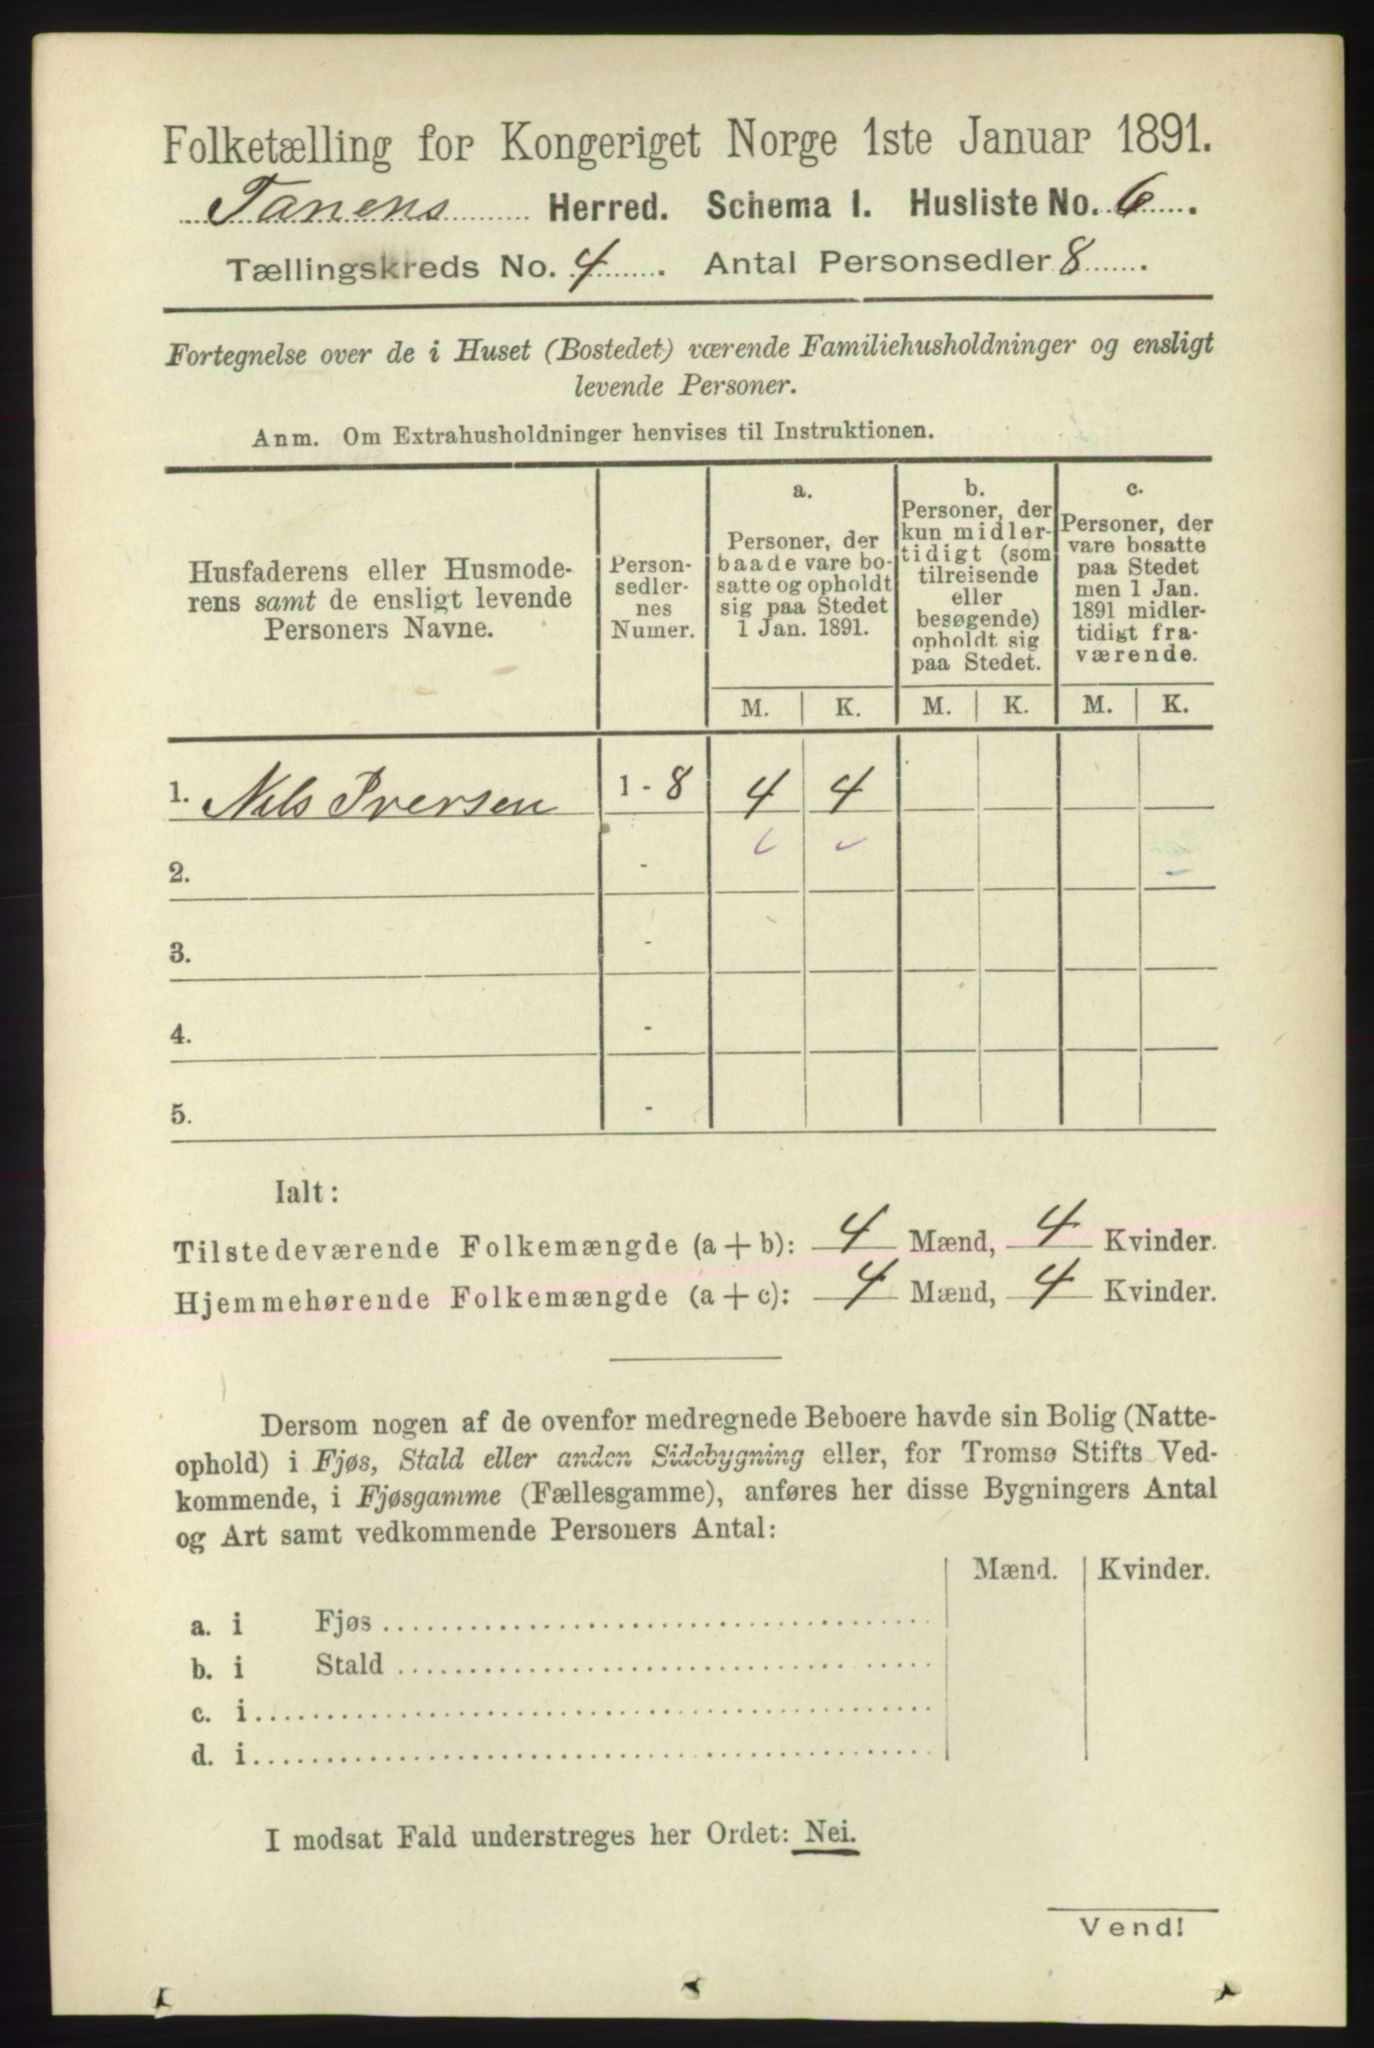 Folketælling for Kongeriget Norge 1ste Januar 1891.
Tanens Herred. Schema I. Husliste No. 6.
Tællingskreds No. 4. Antal Personsedler 8.
Fortegnelse over de i Huset (Bostedet) værende Familiehusholdninger og ensligt
levende Personer.
Anm. Om Extrahusholdninger henvises til Instruktionen.
Husfaderens eller Husmode-
rens samt de ensligt levende
Personers Navne.
Person-
sedler-
nes
Numer.
a.
Personer, der
baade vare bo-
satte og opholdt
sig paa Stedet
1 Jan. 1891.
b.
Personer, der
kun midler-
tidigt (som
tilreisende
eller
besøgende)
opholdt sig
paa Stedet.
c.
Personer, der
vare bosatte
paa Stedet
men 1 Jan.
1891 midler-
tidigt fra-
værende.
M. K. M. K. M. K.
1. Nils Iversen 1 - 8 4 4
2. -
3. -
4. -
5. -
Ialt:
Tilstedeværende Folkemængde (a + b): 4 Mænd, 4 Kvinder.
Hjemmehørende Folkemængde (a + c): 4 Mænd, 4 Kvinder.
Dersom nogen af de ovenfor medregnede Beboere havde sin Bolig (Natte-
ophold) i Fjøs, Stald eller anden Sidebygning eller, for Tromsø Stifts Ved-
kommende, i Fjøsgamme (Fællesgamme), anføres her disse Bygningers Antal
og Art samt vedkommende Personers Antal:
Mænd. Kvinder.
a. i Fjøs
b. i Stald
c. i
d. i
I modsat Fald understreges her Ordet: Nei.
Vend!